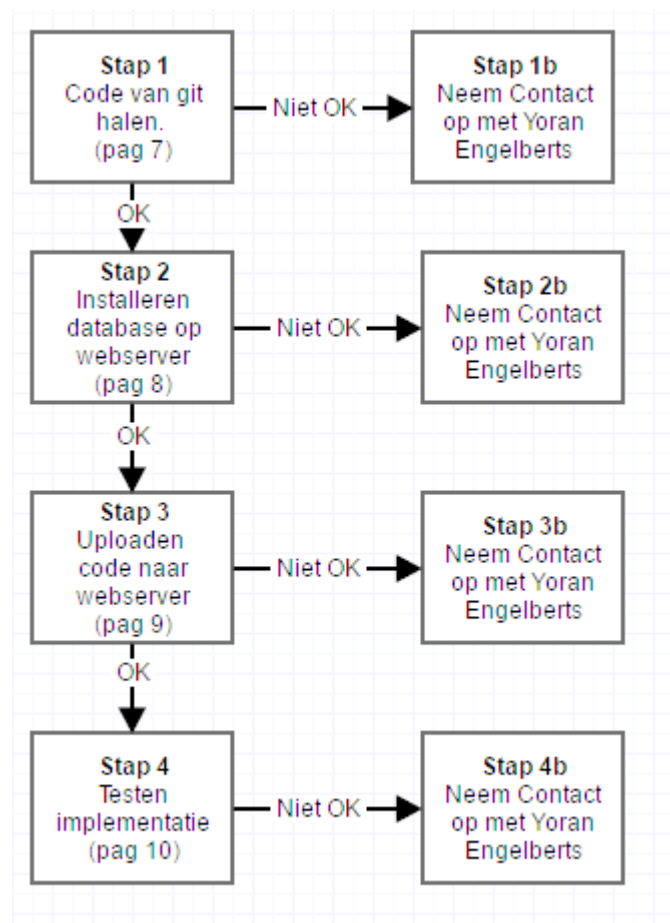 Stap 1
Code van git
halen.
(pag 7)
Niet OK
Stap 1b
Neem Contact
op met Yoran
Engelberts
OK
Stap 2
Installeren
database op
webserver
(pag 8)
Niet OK
Stap 2b
Neem Contact
op met Yoran
Engelberts
OK
Stap 3
Uploaden
code naar
webserver
(pag 9)
Niet OK
Stap 3b
Neem Contact
op met Yoran
Engelberts
OK
Stap 4
Testen
implementatie
(pag 10)
Niet OK
Stap 4b
Neem Contact
op met Yoran
Engelberts